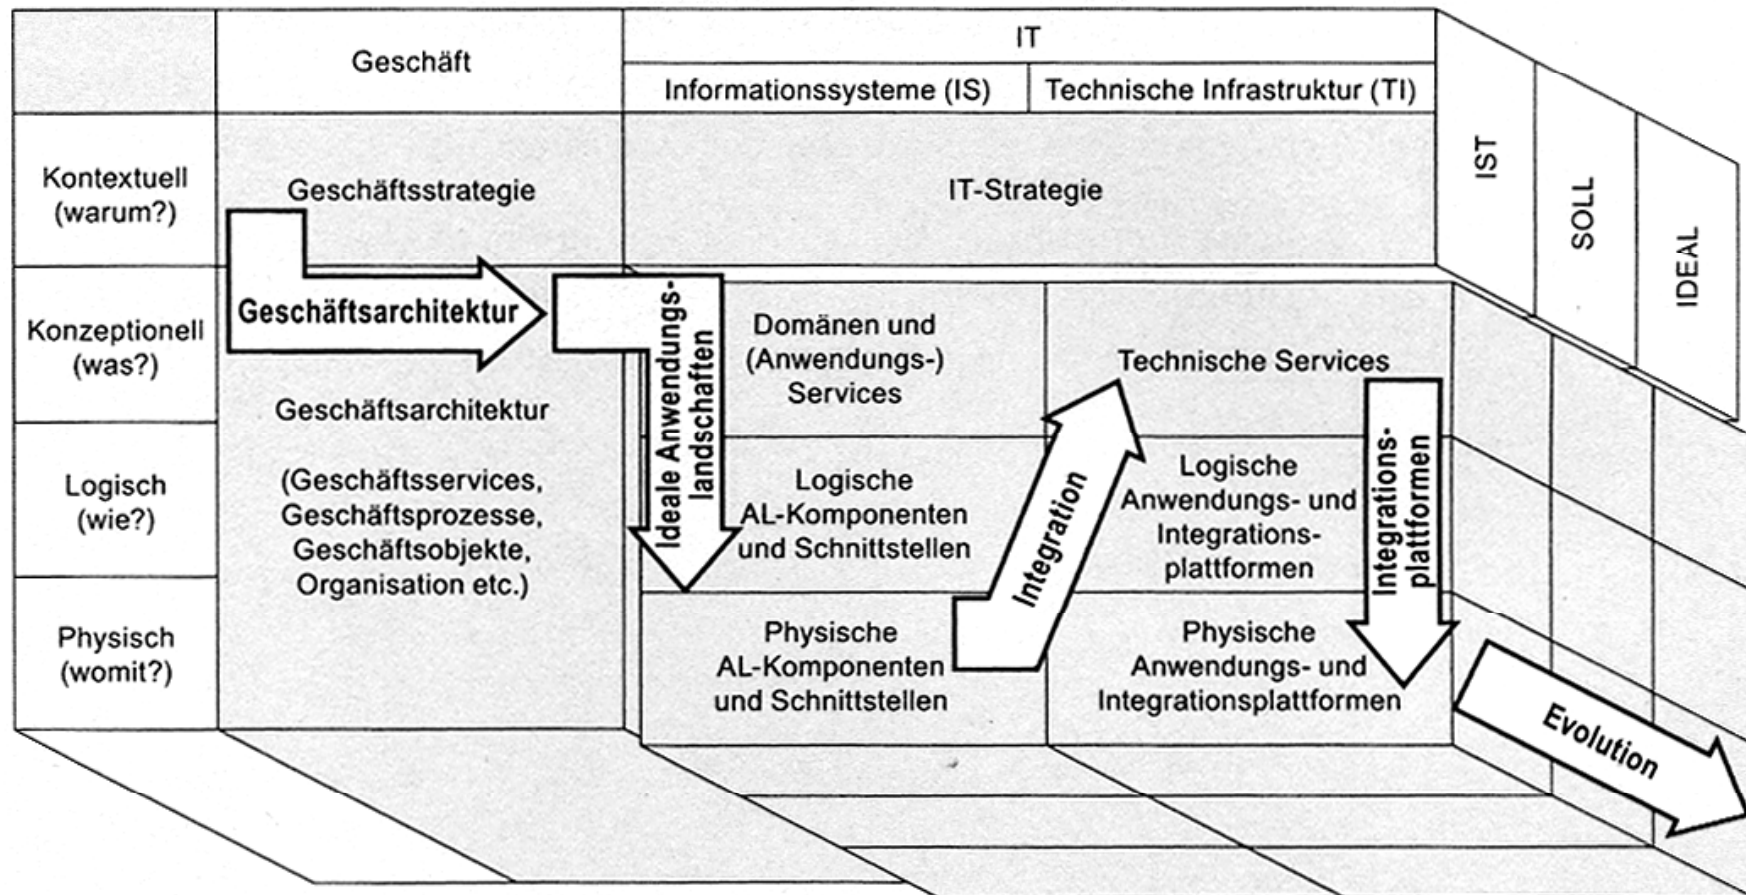 Geschäft
IT
Informationssysteme (IS)
Technische Infrastruktur (TI)
IST
SOLL
IDEAL
Kontextuell
(warum?)
Geschäftsstrategie
IT-Strategie
Konzeptionell
(was?)
Geschäftsarchitektur
Ideale Anwendungs-
landschaften
Domänen und
(Anwendungs-)
Services
Technische Services
Geschäftsarchitektur
(Geschäftsservices,
Geschäftsprozesse,
Geschäftsobjekte,
Organisation etc.)
Logisch
(wie?)
Logische
AL-Komponenten
und Schnittstellen
Integration
Logische
Anwendungs- und
Integrations-
plattformen
Integrations-
plattformen
Physisch
(womit?)
Physische
AL-Komponenten
und Schnittstellen
Physische
Anwendungs- und
Integrationsplattformen
Evolution